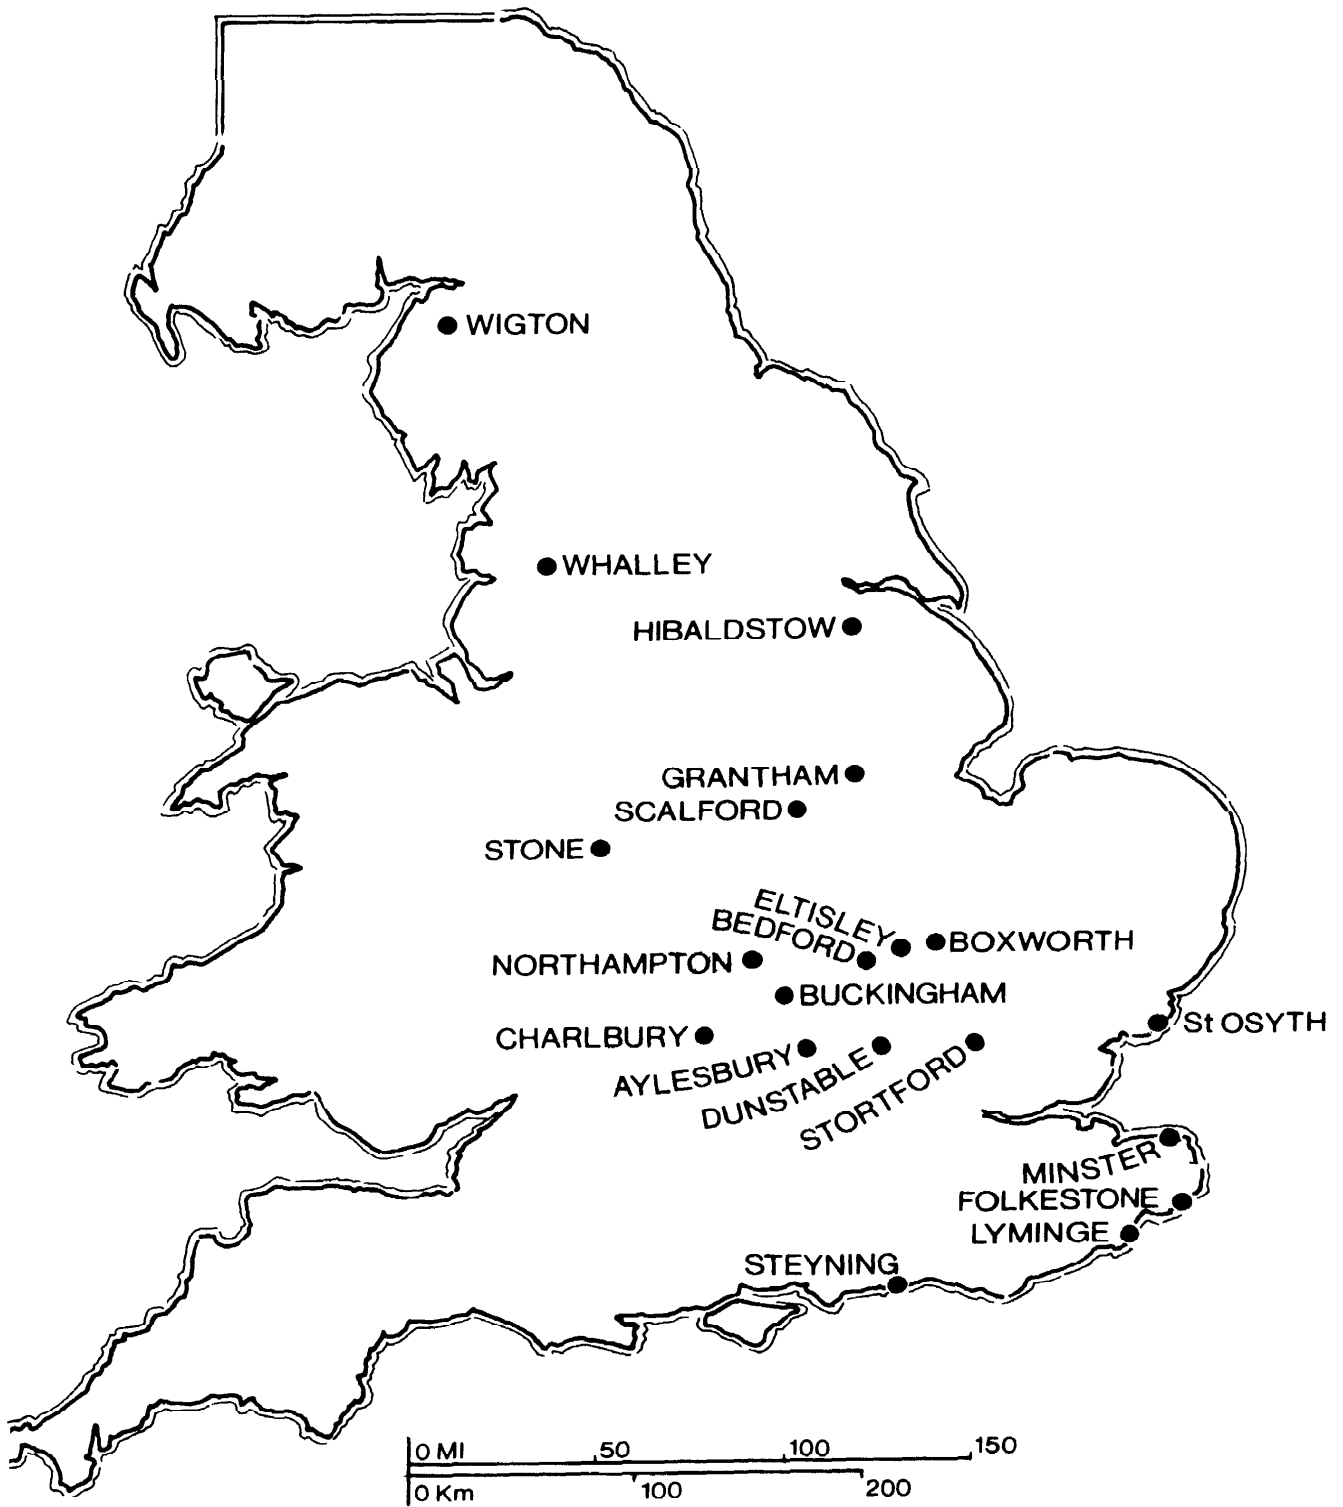 WIGTON
WHALLEY
HIBALDSTOW
GRANTHAM
SCALFORD
STONE
ELTISLEY
BEDFORD
BOXWORTH
NORTHAMPTON
BUCKINGHAM
St OSYTH
CHARLBURY
AYLESBURY
DUNSTABLE
STORTFORD
MINSTER
FOLKESTONE
LYMINGE
STEYNING
0 MI 50 100 150
0 Km 100 200